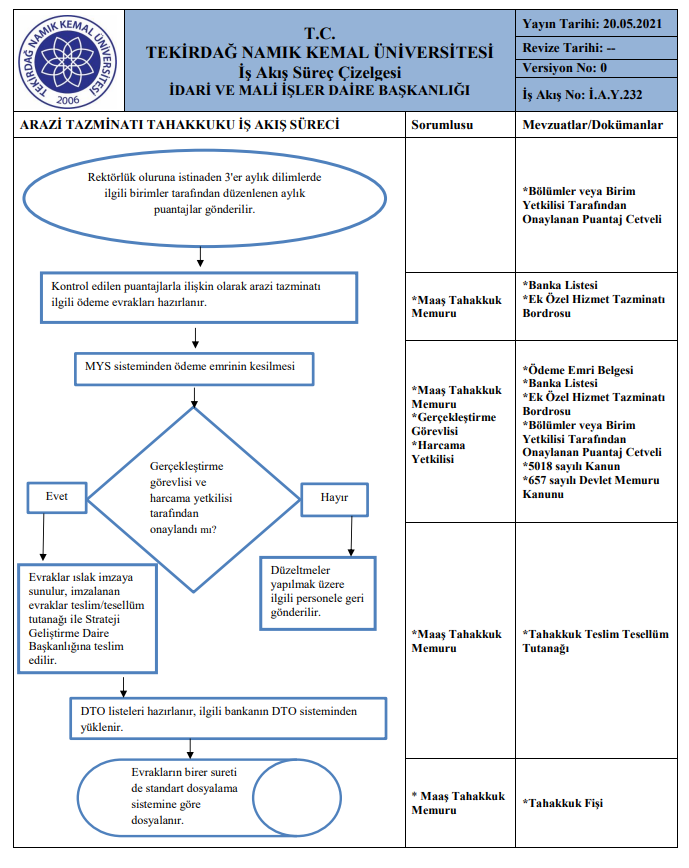 TEKİRDAĞ NAMIK KEMAL ÜNİVERSİTESİ
2006
T.C.
TEKİRDAĞ NAMIK KEMAL ÜNİVERSİTESİ
İş Akış Süreç Çizelgesi
İDARİ VE MALİ İŞLER DAİRE BAŞKANLIĞI
Yayın Tarihi: 20.05.2021
Revize Tarihi: --
Versiyon No: 0
İş Akış No: İ.A.Y.232
ARAZİ TAZMİNATI TAHAKKUKU İŞ AKIŞ SÜRECİ
Sorumlusu
Mevzuatlar/Dokümanlar
Rektörlük oluruna istinaden 3'er aylık dilimlerde
ilgili birimler tarafından düzenlenen aylık
puantajlar gönderilir.
*Bölümler veya Birim
Yetkilisi Tarafından
Onaylanan Puantaj Cetveli
Kontrol edilen puantajlarla ilişkin olarak arazi tazminatı
ilgili ödeme evrakları hazırlanır.
*Maaş Tahakkuk
Memuru
*Banka Listesi
*Ek Özel Hizmet Tazminatı
Bordrosu
MYS sisteminden ödeme emrinin kesilmesi
Gerçekleştirme
görevlisi ve
harcama yetkilisi
tarafından
onaylandı mı?
Evet
Hayır
*Maaş Tahakkuk
Memuru
*Gerçekleştirme
Görevlisi
*Harcama
Yetkilisi
*Ödeme Emri Belgesi
*Banka Listesi
*Ek Özel Hizmet Tazminatı
Bordrosu
*Bölümler veya Birim
Yetkilisi Tarafından
Onaylanan Puantaj Cetveli
*5018 sayılı Kanun
*657 sayılı Devlet Memuru
Kanunu
Evraklar ıslak imzaya
sunulur, imzalanan
evraklar teslim/tesellüm
tutanağı ile Strateji
Geliştirme Daire
Başkanlığına teslim
edilir.
Düzeltmeler
yapılmak üzere
ilgili personele geri
gönderilir.
*Maaş Tahakkuk
Memuru
*Tahakkuk Teslim Tesellüm
Tutanağı
DTO listeleri hazırlanır, ilgili bankanın DTO sisteminden
yüklenir.
Evrakların birer sureti
de standart dosyalama
sistemine göre
dosyalanır.
* Maaş Tahakkuk
Memuru
*Tahakkuk Fişi